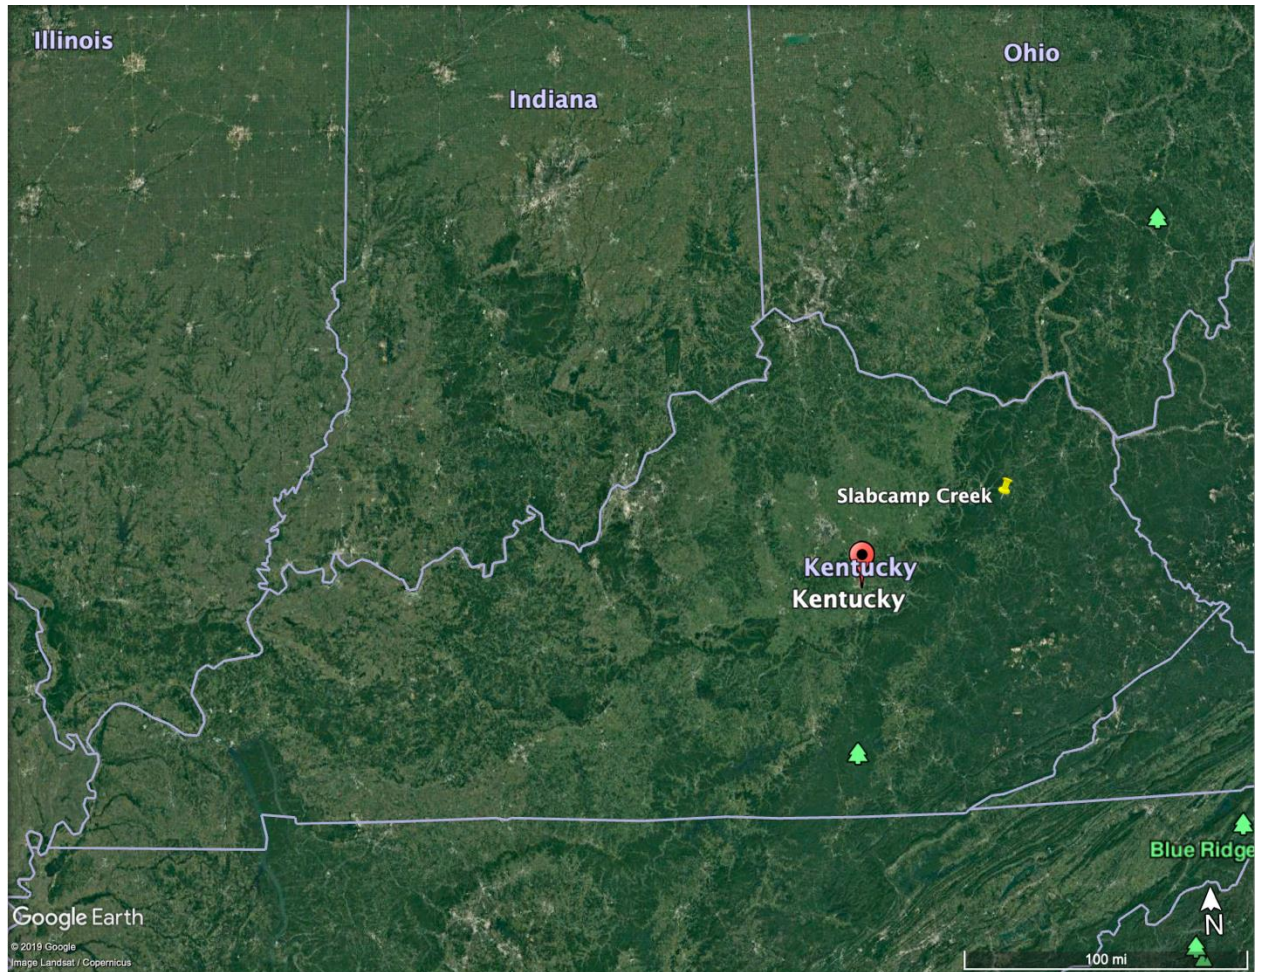 Illinois
Ohio
Indiana
Slabcamp Creek
Kentucky
Kentucky
Blue Ridge
N
Google Earth
© 2019 Google
Image Landsat / Copernicus
100 mi